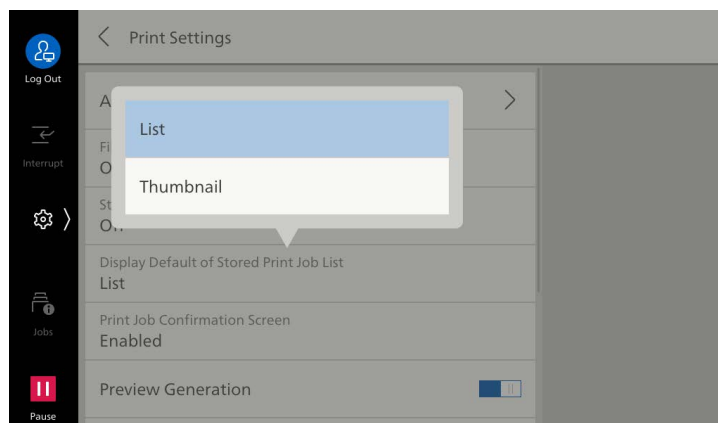 Print Settings
Log Out
List
Thumbnail
Interrupt
Display Default of Stored Print Job List
List
Print Job Confirmation Screen
Enabled
Jobs
Preview Generation
Pause